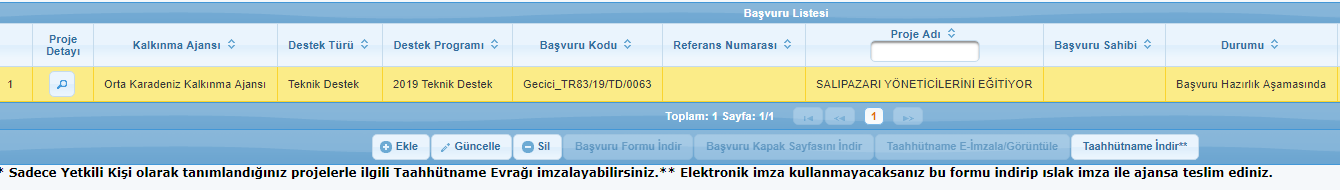 Başvuru Listesi
Proje Detayı Kalkınma Ajansı Destek Türü Destek Programı Başvuru Kodu Referans Numarası Proje Adı Başvuru Sahibi Durumu
1 Orta Karadeniz Kalkınma Ajansı Teknik Destek 2019 Teknik Destek Gecici_TR83/19/TD/0063 SALIPAZARI YÖNETİCİLERİNİ EĞİTİYOR Başvuru Hazırlık Aşamasında
Toplam: 1 Sayfa: 1/1 1
Ekle Güncelle Sil Başvuru Formu İndir Başvuru Kapak Sayfasını İndir Taahhütname E-İmzala/Görüntüle Taahhütname İndir**
* Sadece Yetkili Kişi olarak tanımlandığınız projelerle ilgili Taahhütname Evrağı imzalayabilirsiniz.** Elektronik imza kullanmayacaksanız bu formu indirip ıslak imza ile ajansa teslim ediniz.